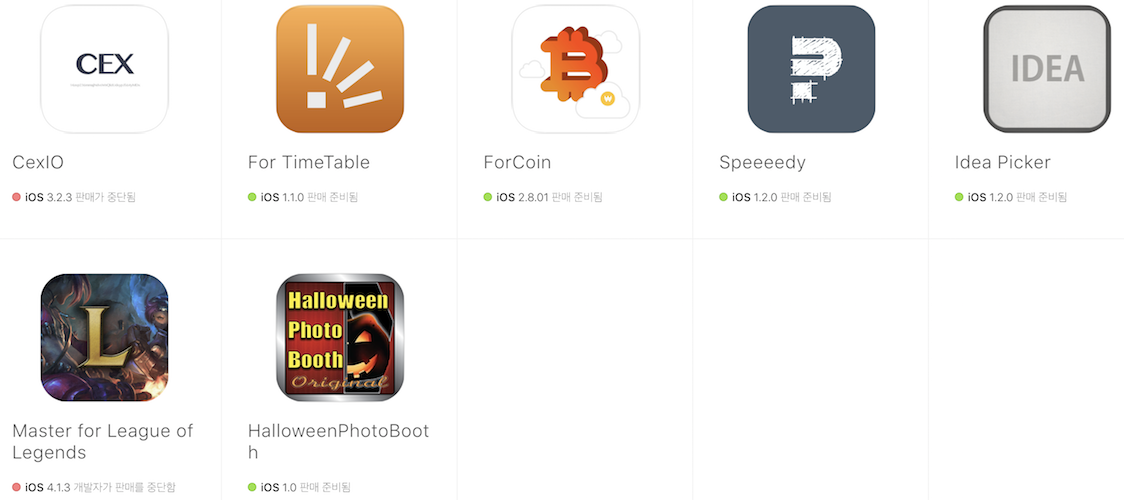 CEX
IDEA
CexIO
For TimeTable
ForCoin
Speeeedy
Idea Picker
iOS 3.2.3 판매가 중단됨
iOS 1.1.0 판매 준비됨
iOS 2.8.01 판매 준비됨
iOS 1.2.0 판매 준비됨
iOS 1.2.0 판매 준비됨
L
Halloween
Photo
Booth
Original
Master for League of
Legends
HalloweenPhotoBoot
h
iOS 4.1.3 개발자가 판매를 중단함
iOS 1.0 판매 준비됨